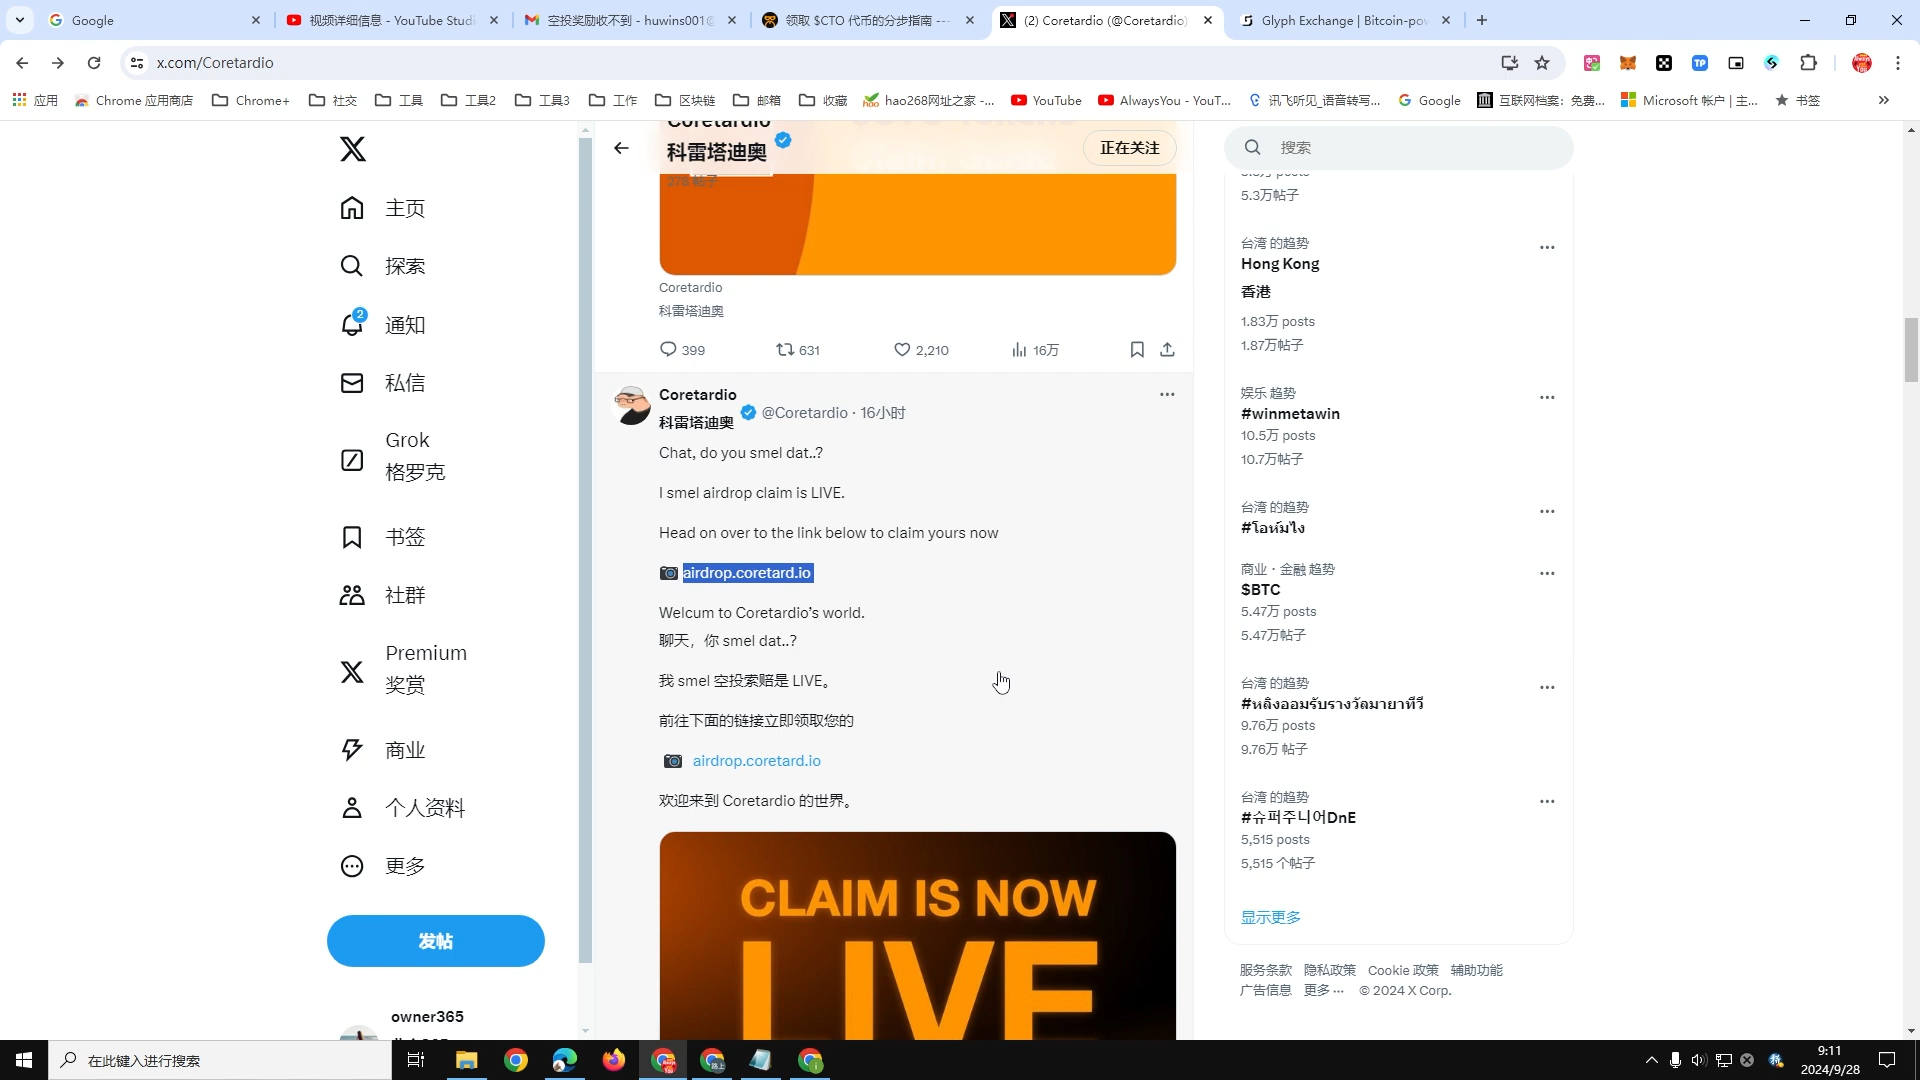 Google
视频详细信息 - YouTube Studi
空投奖励收不到 - huwins001@
领取 $CTO 代币的分步指南 ---
(2) Coretardio (@Coretardio)
Glyph Exchange | Bitcoin-pow
x.com/Coretardio
应用
Chrome 应用商店
Chrome+
社交
工具
工具2
工具3
工作
区块链
邮箱
收藏
hao268网址之家 -...
YouTube
AlwaysYou - YouT...
讯飞听见_语音转写...
Google
互联网档案：免费...
Microsoft 帐户 | 主...
书签
主页
探索
2
通知
私信
Grok
格罗克
书签
社群
Premium
奖赏
商业
个人资料
更多
发帖
owner365
Coretardio
科雷塔迪奥
378 帖子
正在关注
Coretardio
科雷塔迪奥
399
631
2,210
16万
Coretardio
科雷塔迪奥 @Coretardio · 16小时
Chat, do you smel dat..?
I smel airdrop claim is LIVE.
Head on over to the link below to claim yours now
airdrop.coretard.io
Welcum to Coretardio’s world.
聊天，你 smel dat..?
我 smel 空投索赔是 LIVE。
前往下面的链接立即领取您的
airdrop.coretard.io
欢迎来到 Coretardio 的世界。
CLAIM IS NOW
LIVE
搜索
5.3万帖子
台湾 的趋势
Hong Kong
香港
1.83万 posts
1.87万帖子
娱乐 趋势
#winmetawin
10.5万 posts
10.7万帖子
台湾 的趋势
#โอห์มไง
商业 · 金融 趋势
$BTC
5.47万 posts
5.47万帖子
台湾 的趋势
#หลิงออมรับรางวัลมายาทีวี
9.76万 posts
9.76万 帖子
台湾 的趋势
#슈퍼주니어DnE
5,515 posts
5,515 个帖子
显示更多
服务条款 隐私政策 Cookie 政策 辅助功能
广告信息 更多 ··· © 2024 X Corp.
在此键入进行搜索
9:11
2024/9/28